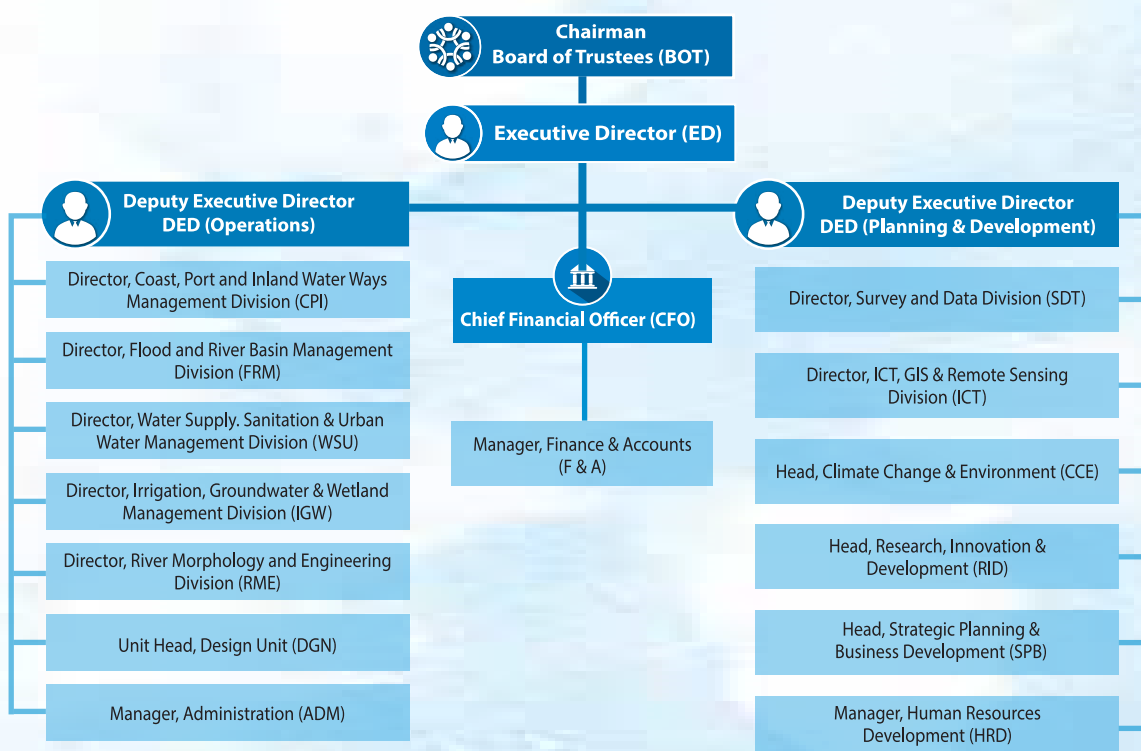 Chairman
Board of Trustees (BOT)
Executive Director (ED)
Deputy Executive Director
DED (Operations)
Director, Coast, Port and Inland Water Ways
Management Division (CPI)
Director, Flood and River Basin Management
Division (FRM)
Director, Water Supply. Sanitation & Urban
Water Management Division (WSU)
Director, Irrigation, Groundwater & Wetland
Management Division (IGW)
Director, River Morphology and Engineering
Division (RME)
Unit Head, Design Unit (DGN)
Manager, Administration (ADM)
Chief Financial Officer (CFO)
Manager, Finance & Accounts
(F & A)
Deputy Executive Director
DED (Planning & Development)
Director, Survey and Data Division (SDT)
Director, ICT, GIS & Remote Sensing
Division (ICT)
Head, Climate Change & Environment (CCE)
Head, Research, Innovation &
Development (RID)
Head, Strategic Planning &
Business Development (SPB)
Manager, Human Resources
Development (HRD)